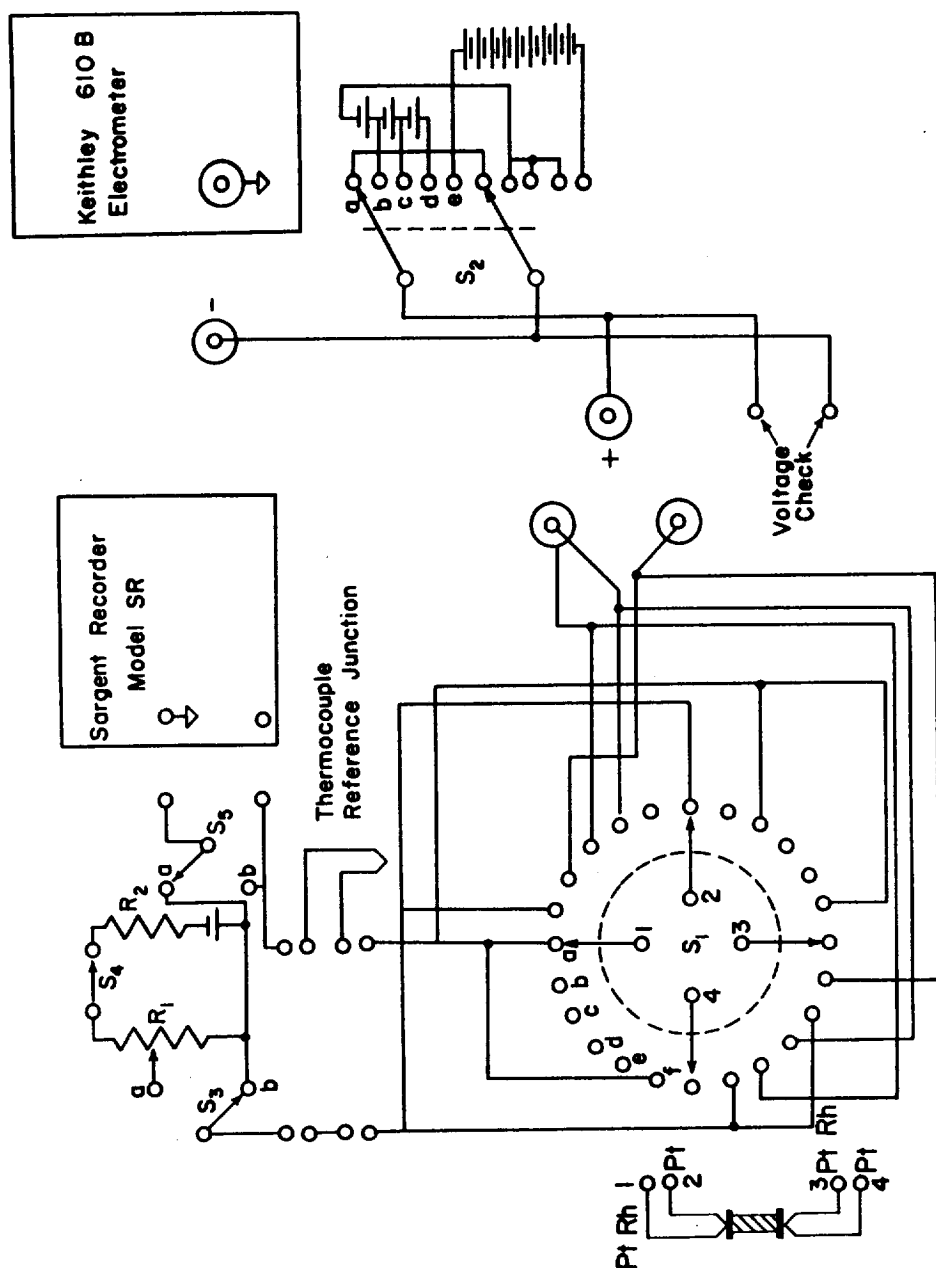 Keithley 610 B
Electrometer
a
b
c
d
e
S2
-
+
Voltage
Check
Sargent Recorder
Model SR
Thermocouple
Reference Junction
S5
a
b
R2
S4
R1
a
S3
b
a
b
c
d
e
f
1
2
3
4
S1
Pt Rh 1
Pt
2
3 Pt Rh
4 Pt